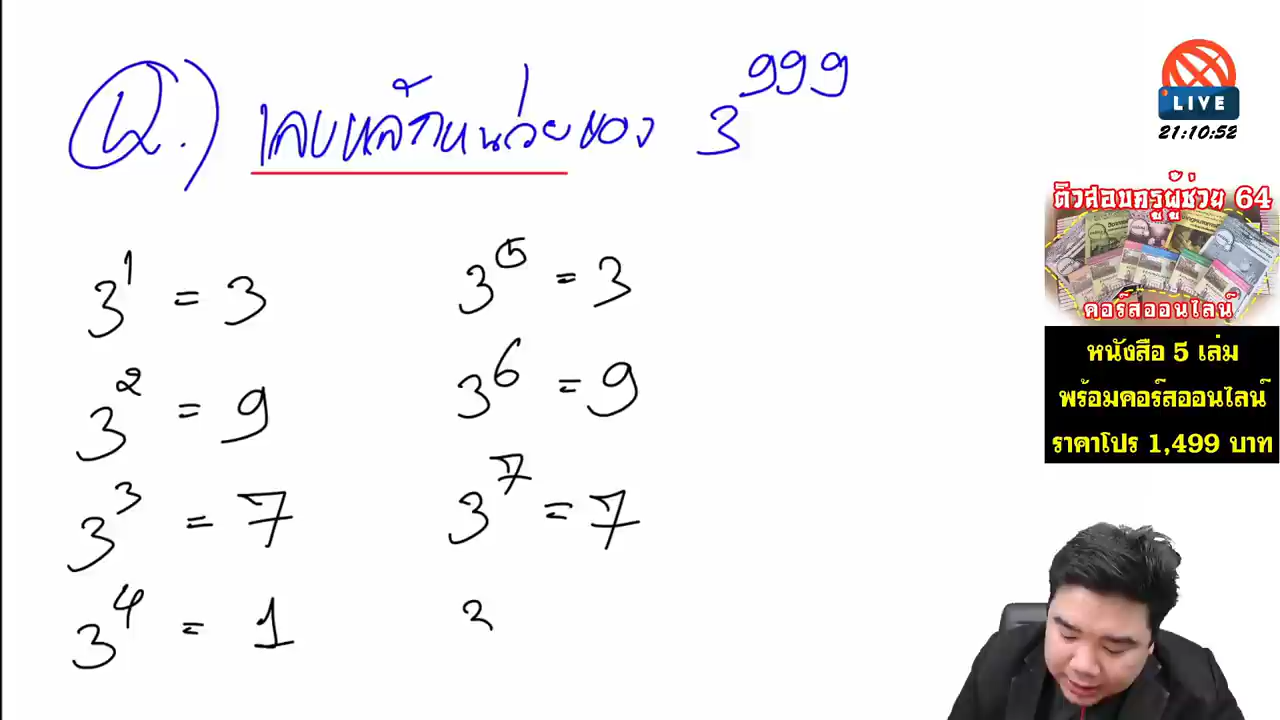 Q.) เลขหลักหน่วยของ 3^999
3^1 = 3
3^2 = 9
3^3 = 7
3^4 = 1
3^5 = 3
3^6 = 9
3^7 = 7
3
LIVE
21:10:52
ติวสอบครูผู้ช่วย 64
คอร์สออนไลน์
หนังสือ 5 เล่ม
พร้อมคอร์สออนไลน์
ราคาโปร 1,499 บาท